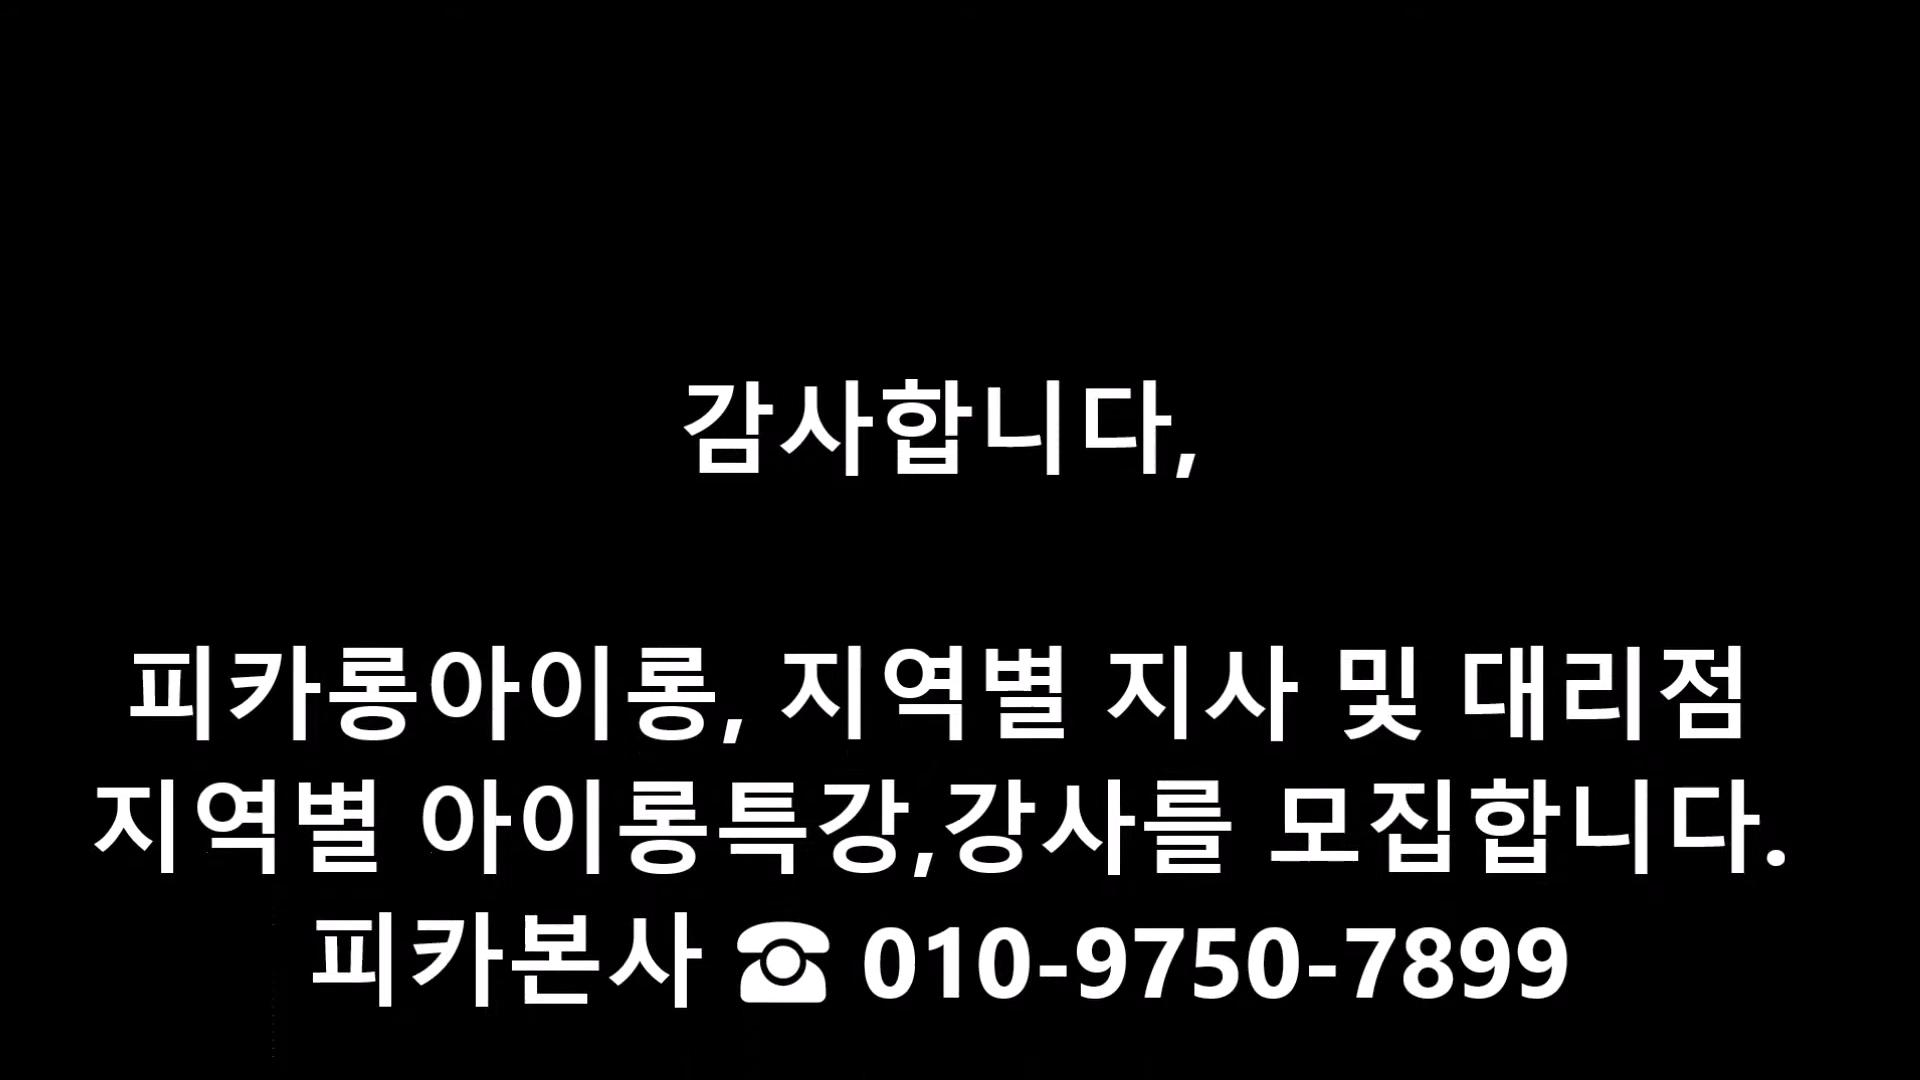 감사합니다,
피카롱아이롱, 지역별 지사 및 대리점
지역별 아이롱특강,강사를 모집합니다.
피카본사 ☎ 010-9750-7899